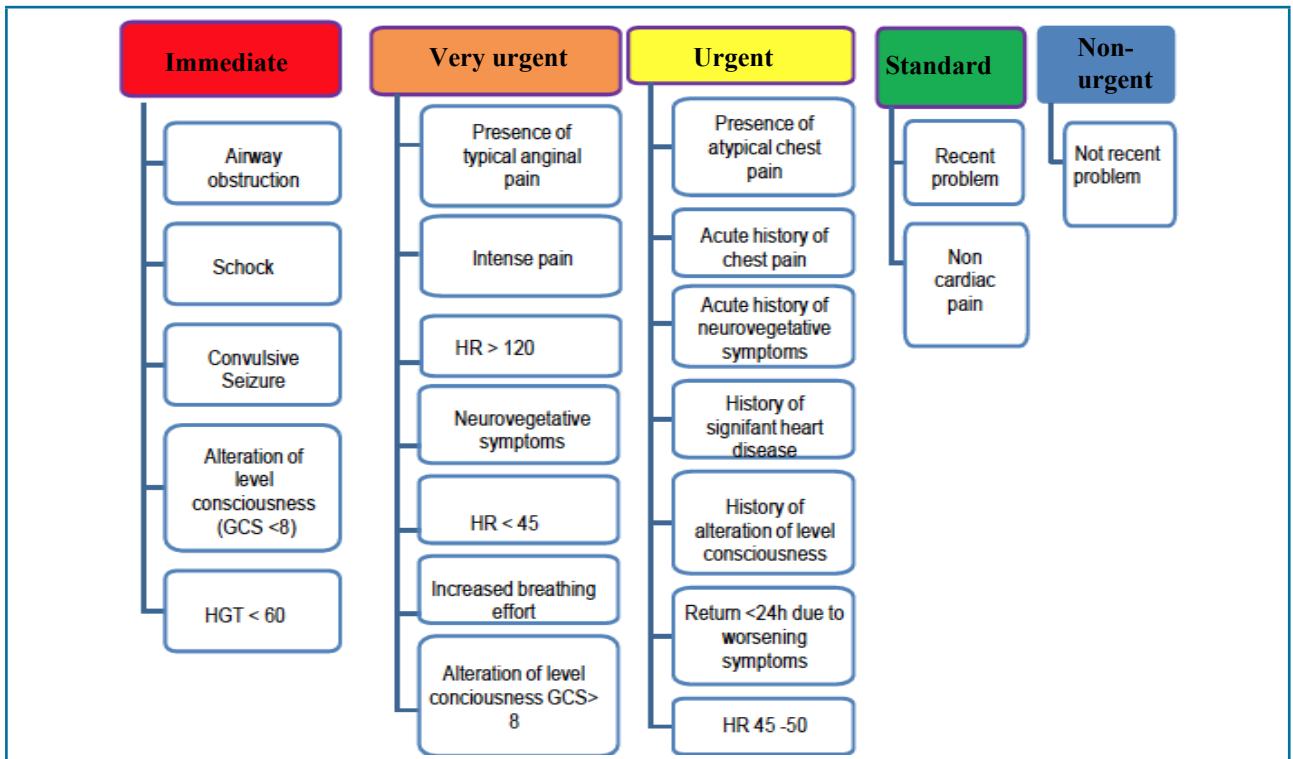 Immediate
Airway
obstruction
Schock
Convulsive
Seizure
Alteration of
level
consciousness
(GCS <8)
HGT < 60
Very urgent
Presence of
typical anginal
pain
Intense pain
HR > 120
Neurovegetative
symptoms
HR < 45
Increased breathing
effort
Alteration of level
conciousness GCS>
8
Urgent
Presence of
atypical chest
pain
Acute history of
chest pain
Acute history of
neurovegetative
symptoms
History of
signifant heart
disease
History of
alteration of level
consciousness
Return <24h due to
worsening
symptoms
HR 45 -50
Standard
Recent
problem
Non
cardiac
pain
Non-
urgent
Not recent
problem